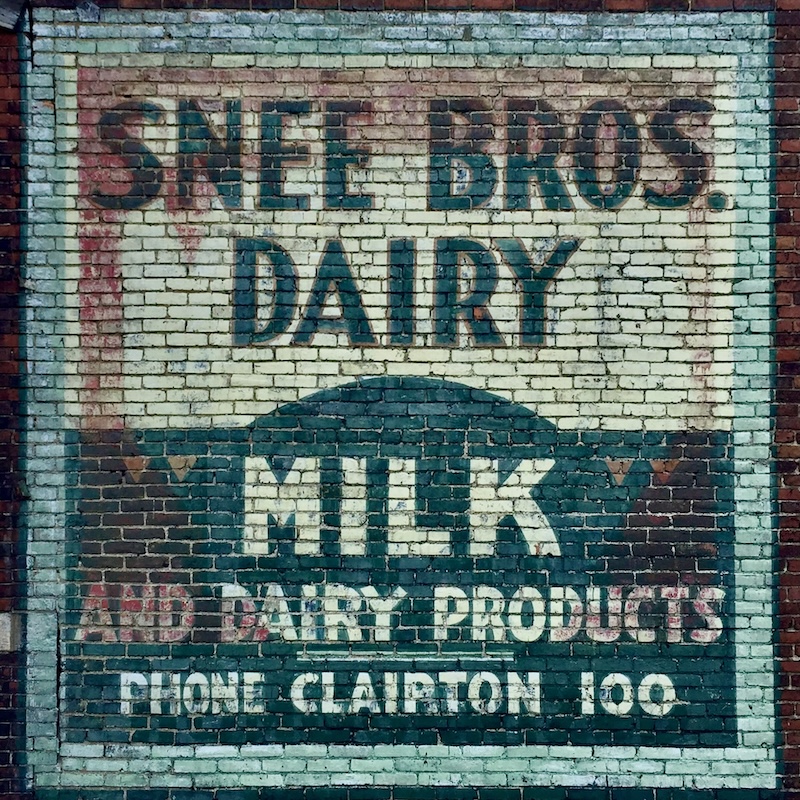 SNEE BROS.
DAIRY
MILK
AND DAIRY PRODUCTS
PHONE CLAIRTON 100